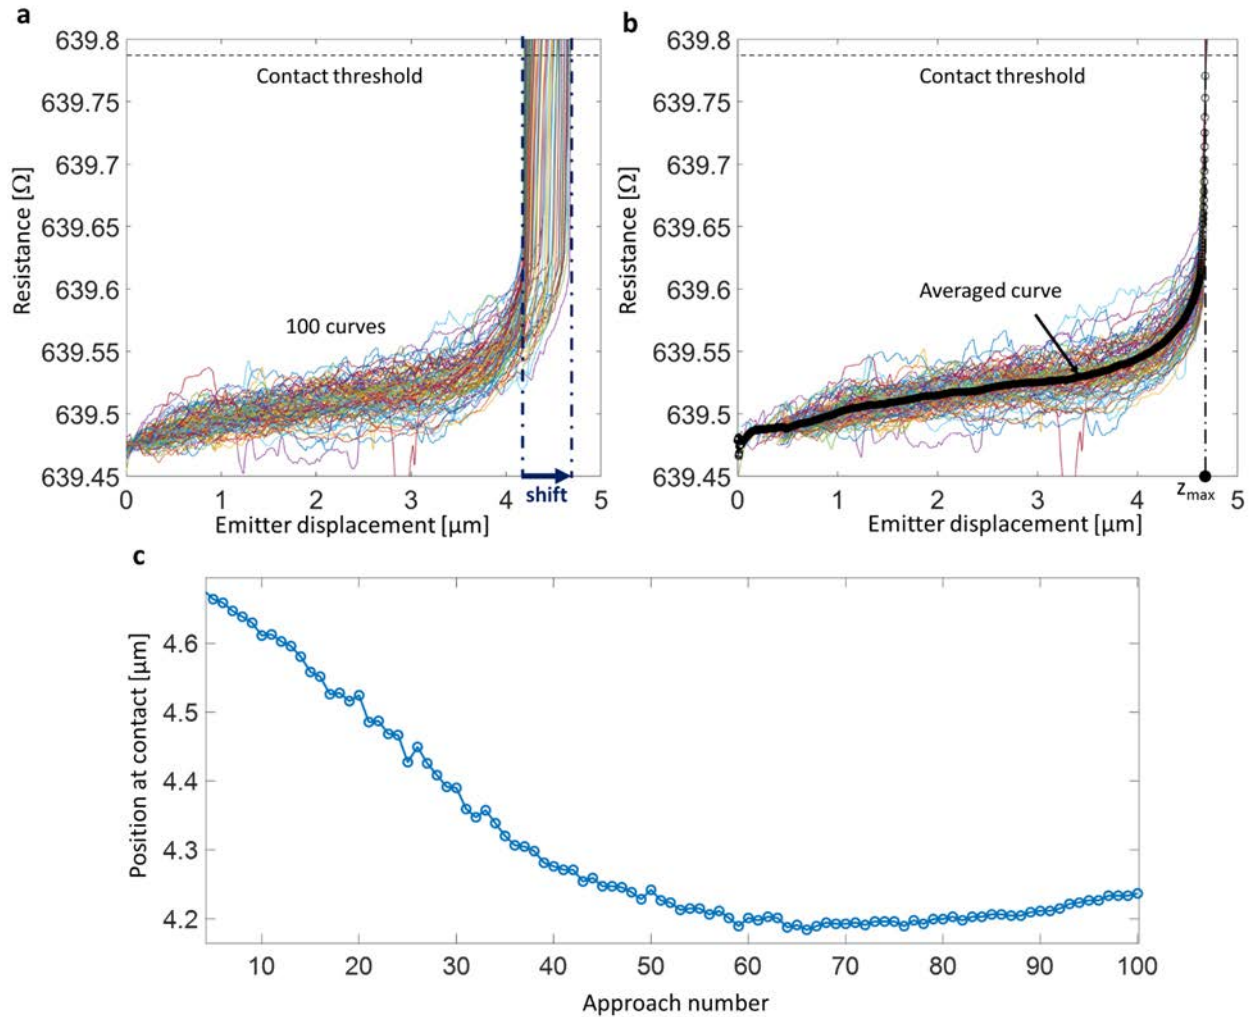 a
639.8
639.75
639.7
639.65
639.6
639.55
639.5
639.45
Resistance [Ω]
Contact threshold
100 curves
0
1
2
3
4
5
shift
Emitter displacement [µm]
b
639.8
639.75
639.7
639.65
639.6
639.55
639.5
639.45
Resistance [Ω]
Contact threshold
Averaged curve
0
1
2
3
4
5
zmax
Emitter displacement [µm]
c
4.6
4.5
4.4
4.3
4.2
Position at contact [µm]
10
20
30
40
50
60
70
80
90
100
Approach number